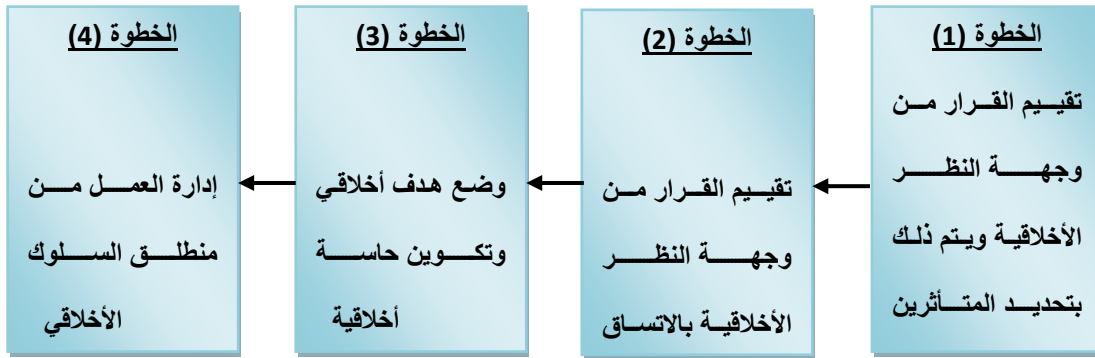 الخطوة (1)
تقييم القرار من
وجهة النظر
الأخلاقية ويتم ذلك
بتحديد المتأثرين
الخطوة (2)
تقييم القرار من
وجهة النظر
الأخلاقية بالاتساق
الخطوة (3)
وضع هدف أخلاقي
وتكوين حاسة
أخلاقية
الخطوة (4)
إدارة العمل من
منطلق السلوك
الأخلاقي